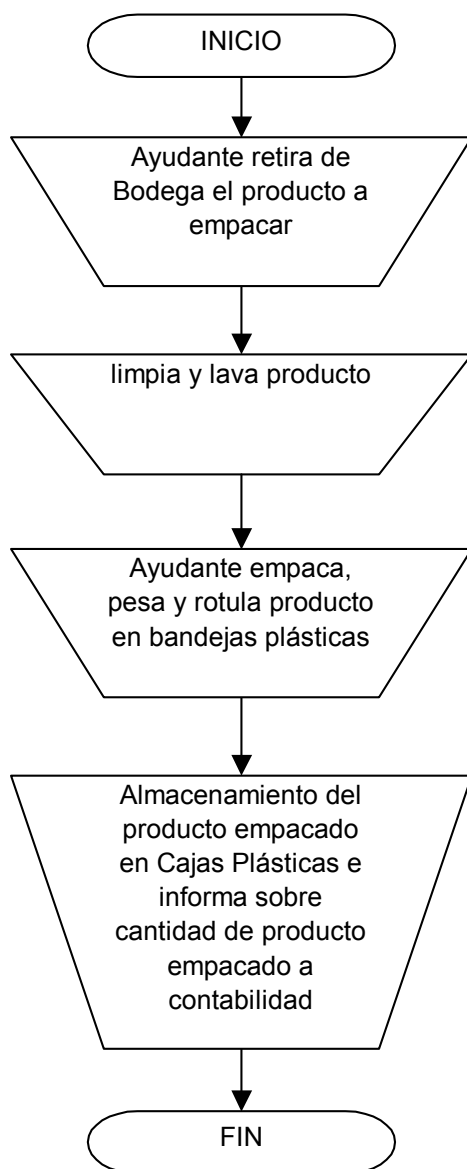 INICIO
Ayudante retira de
Bodega el producto a
empacar
limpia y lava producto
Ayudante empaca,
pesa y rotula producto
en bandejas plásticas
Almacenamiento del
producto empacado
en Cajas Plásticas e
informa sobre
cantidad de producto
empacado a
contabilidad
FIN